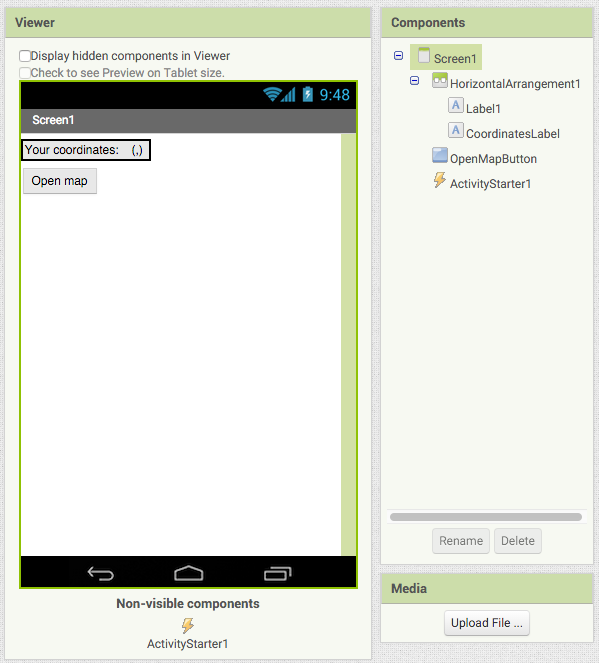 Viewer
Display hidden components in Viewer
Check to see Preview on Tablet size.
9:48
Screen1
Your coordinates: (,)
Open map
Non-visible components
ActivityStarter1
Components
Screen1
HorizontalArrangement1
A Label1
A CoordinatesLabel
OpenMapButton
ActivityStarter1
Rename Delete
Media
Upload File ...